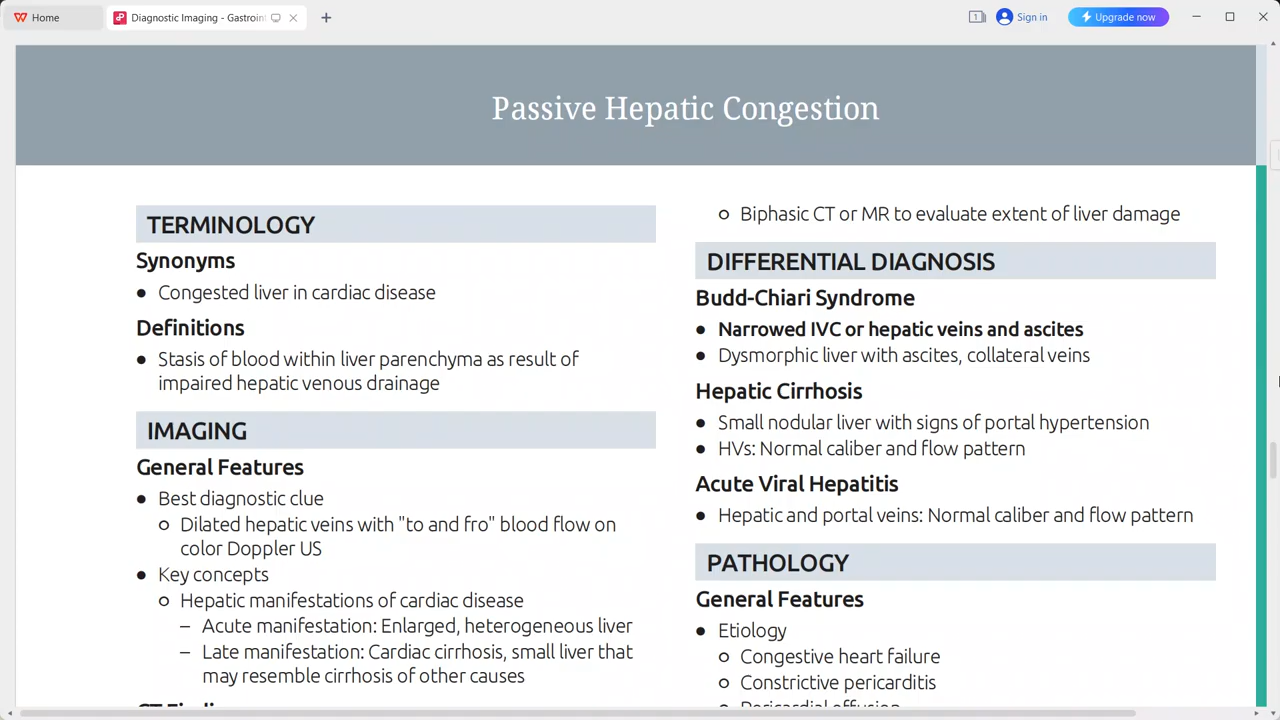 Home
Diagnostic Imaging - Gastroin
1
Sign in
Upgrade now
Passive Hepatic Congestion
TERMINOLOGY
Synonyms
● Congested liver in cardiac disease
Definitions
● Stasis of blood within liver parenchyma as result of
impaired hepatic venous drainage
IMAGING
General Features
● Best diagnostic clue
○ Dilated hepatic veins with "to and fro" blood flow on
color Doppler US
● Key concepts
○ Hepatic manifestations of cardiac disease
– Acute manifestation: Enlarged, heterogeneous liver
– Late manifestation: Cardiac cirrhosis, small liver that
may resemble cirrhosis of other causes
○ Biphasic CT or MR to evaluate extent of liver damage
DIFFERENTIAL DIAGNOSIS
Budd-Chiari Syndrome
● Narrowed IVC or hepatic veins and ascites
● Dysmorphic liver with ascites, collateral veins
Hepatic Cirrhosis
● Small nodular liver with signs of portal hypertension
● HVs: Normal caliber and flow pattern
Acute Viral Hepatitis
● Hepatic and portal veins: Normal caliber and flow pattern
PATHOLOGY
General Features
● Etiology
○ Congestive heart failure
○ Constrictive pericarditis
○ Pericardial effusion